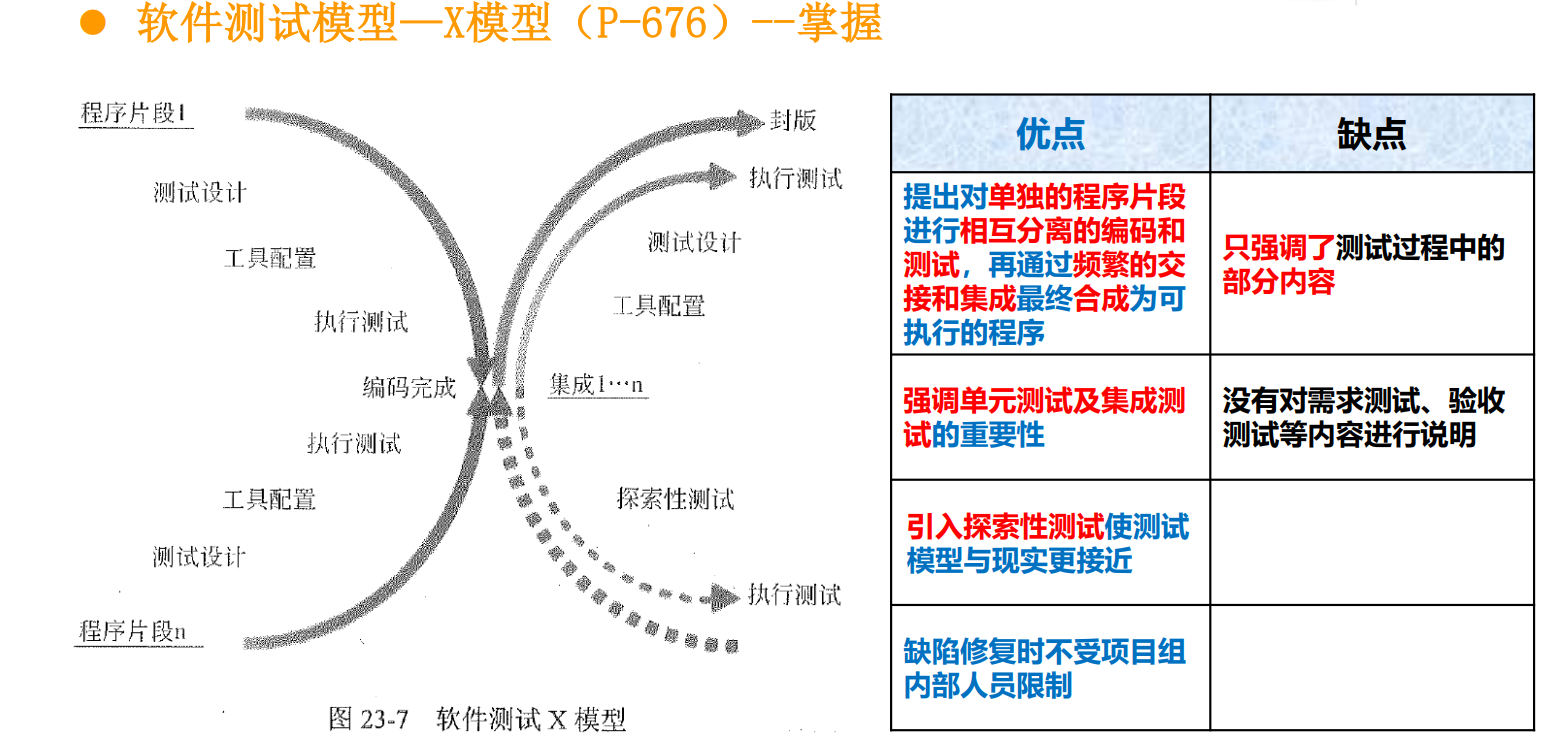 ● 软件测试模型—X模型（P-676）--掌握
程序片段1
测试设计
工具配置
执行测试
编码完成
执行测试
工具配置
测试设计
程序片段n
封版
执行测试
测试设计
工具配置
集成1…n
探索性测试
执行测试
图 23-7 软件测试 X 模型
优点
缺点
提出对单独的程序片段
进行相互分离的编码和
测试，再通过频繁的交
接和集成最终合成为可
执行的程序
只强调了测试过程中的
部分内容
强调单元测试及集成测
试的重要性
没有对需求测试、验收
测试等内容进行说明
引入探索性测试使测试
模型与现实更接近
缺陷修复时不受项目组
内部人员限制